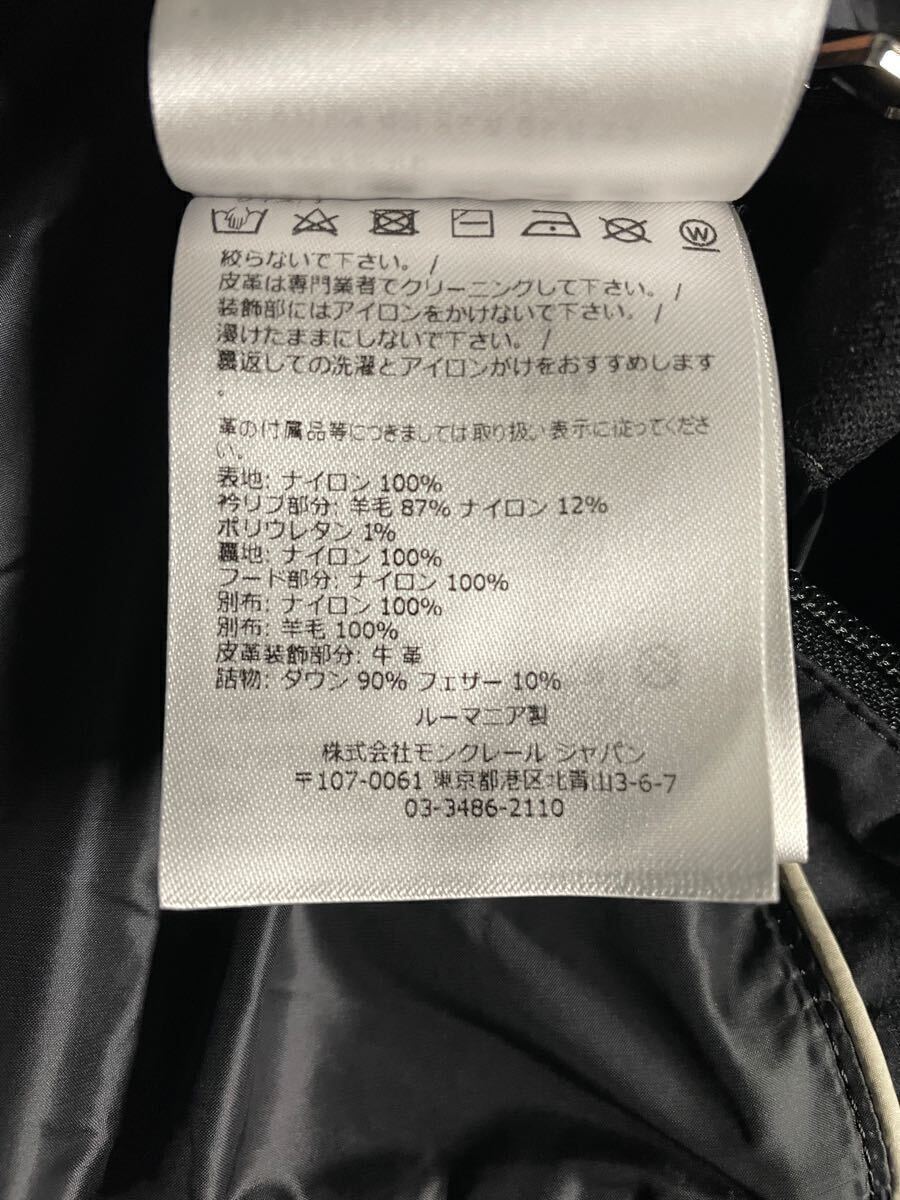 W
絞らないで下さい。/
皮革は専門業者でクリーニングして下さい。/
装飾部にはアイロンをかけないで下さい。/
浸けたままにしないで下さい。/
裏返しての洗濯とアイロンがけをおすすめします
。
革の付属品等につきましては取り扱い表示に従ってくださ
い。
表地: ナイロン 100%
衿リブ部分: 羊毛 87% ナイロン 12%
ポリウレタン 1%
裏地: ナイロン 100%
フード部分: ナイロン 100%
別布: ナイロン 100%
別布: 羊毛 100%
皮革装飾部分: 牛 革
詰物: ダウン 90% フェザー 10%
ルーマニア製
株式会社モンクレール ジャパン
〒107-0061 東京都港区北青山3-6-7
03-3486-2110